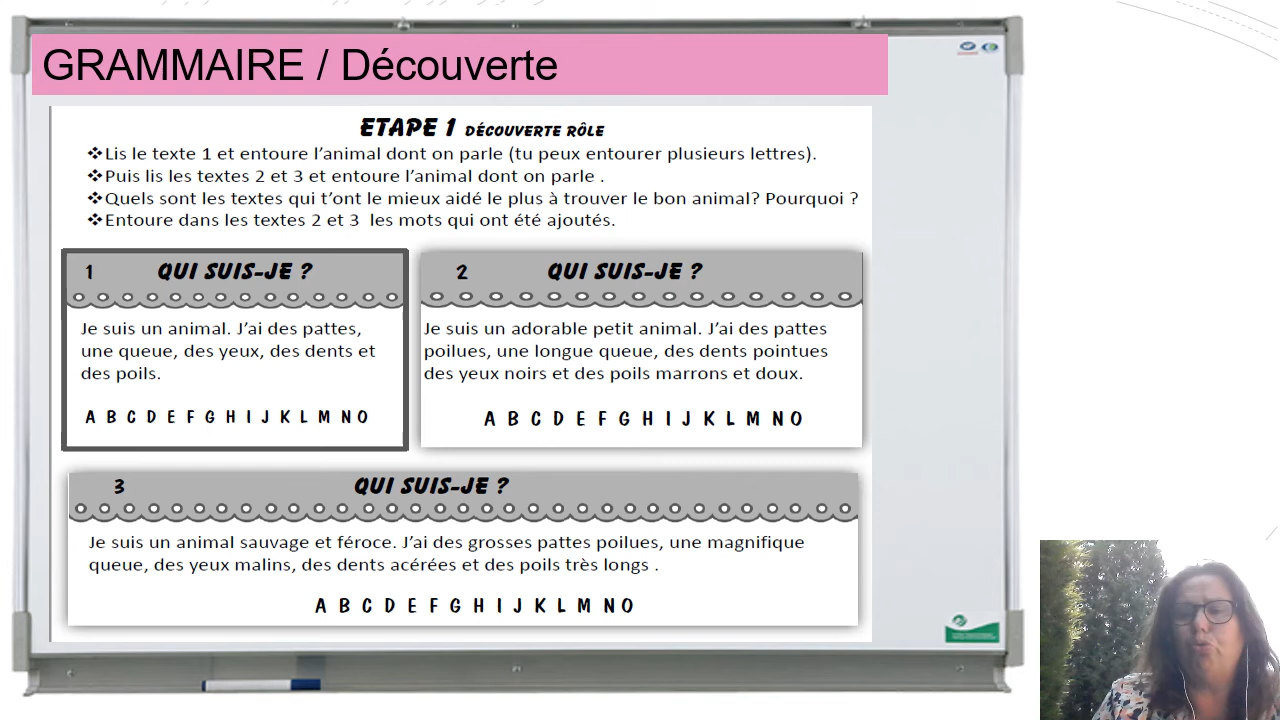 GRAMMAIRE / Découverte
ETAPE 1 DÉCOUVERTE RÔLE
❖Lis le texte 1 et entoure l’animal dont on parle (tu peux entourer plusieurs lettres).
❖Puis lis les textes 2 et 3 et entoure l’animal dont on parle .
❖Quels sont les textes qui t’ont le mieux aidé le plus à trouver le bon animal? Pourquoi ?
❖Entoure dans les textes 2 et 3 les mots qui ont été ajoutés.
1 QUI SUIS-JE ?
Je suis un animal. J’ai des pattes,
une queue, des yeux, des dents et
des poils.
A B C D E F G H I J K L M N O
2 QUI SUIS-JE ?
Je suis un adorable petit animal. J’ai des pattes
poilues, une longue queue, des dents pointues
des yeux noirs et des poils marrons et doux.
A B C D E F G H I J K L M N O
3 QUI SUIS-JE ?
Je suis un animal sauvage et féroce. J’ai des grosses pattes poilues, une magnifique
queue, des yeux malins, des dents acérées et des poils très longs .
A B C D E F G H I J K L M N O